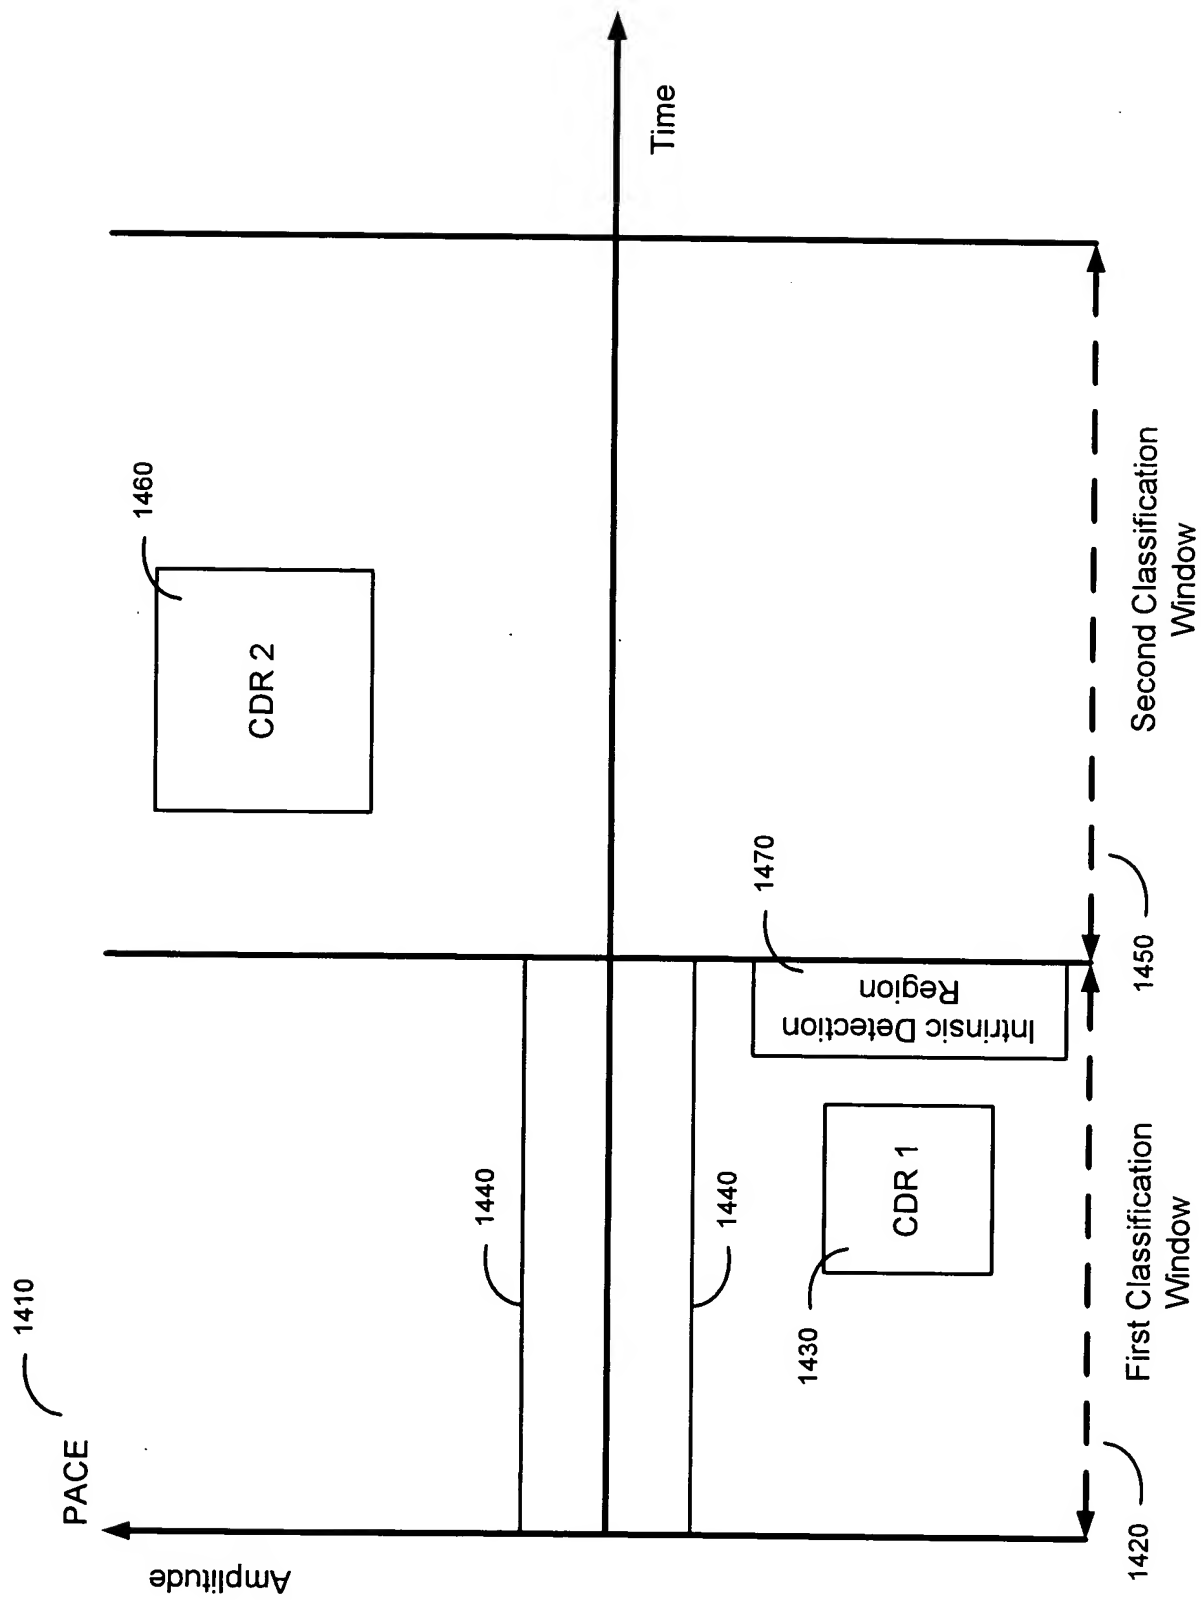 PACE
1410
Amplitude
1460
CDR 2
Time
1440
1440
1470
Intrinsic Detection
Region
CDR 1
1430
1420
First Classification
Window
1450
Second Classification
Window